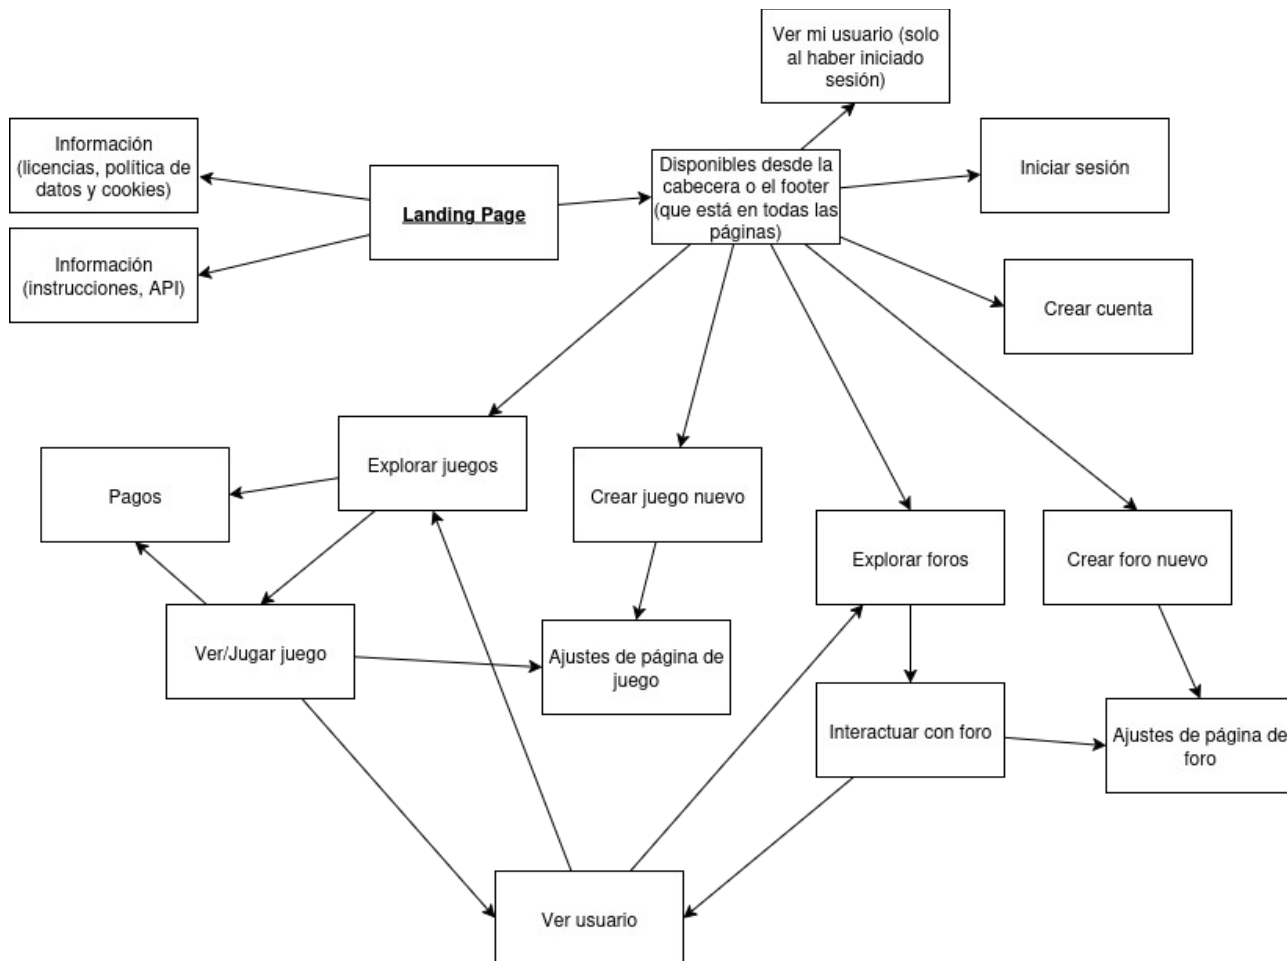 Ver mi usuario (solo
al haber iniciado
sesión)
Información
(licencias, política de
datos y cookies)
Landing Page
Disponibles desde la
cabecera o el footer
(que está en todas las
páginas)
Iniciar sesión
Información
(instrucciones, API)
Crear cuenta
Explorar juegos
Pagos
Crear juego nuevo
Explorar foros
Crear foro nuevo
Ver/Jugar juego
Ajustes de página de
juego
Interactuar con foro
Ajustes de página de
foro
Ver usuario